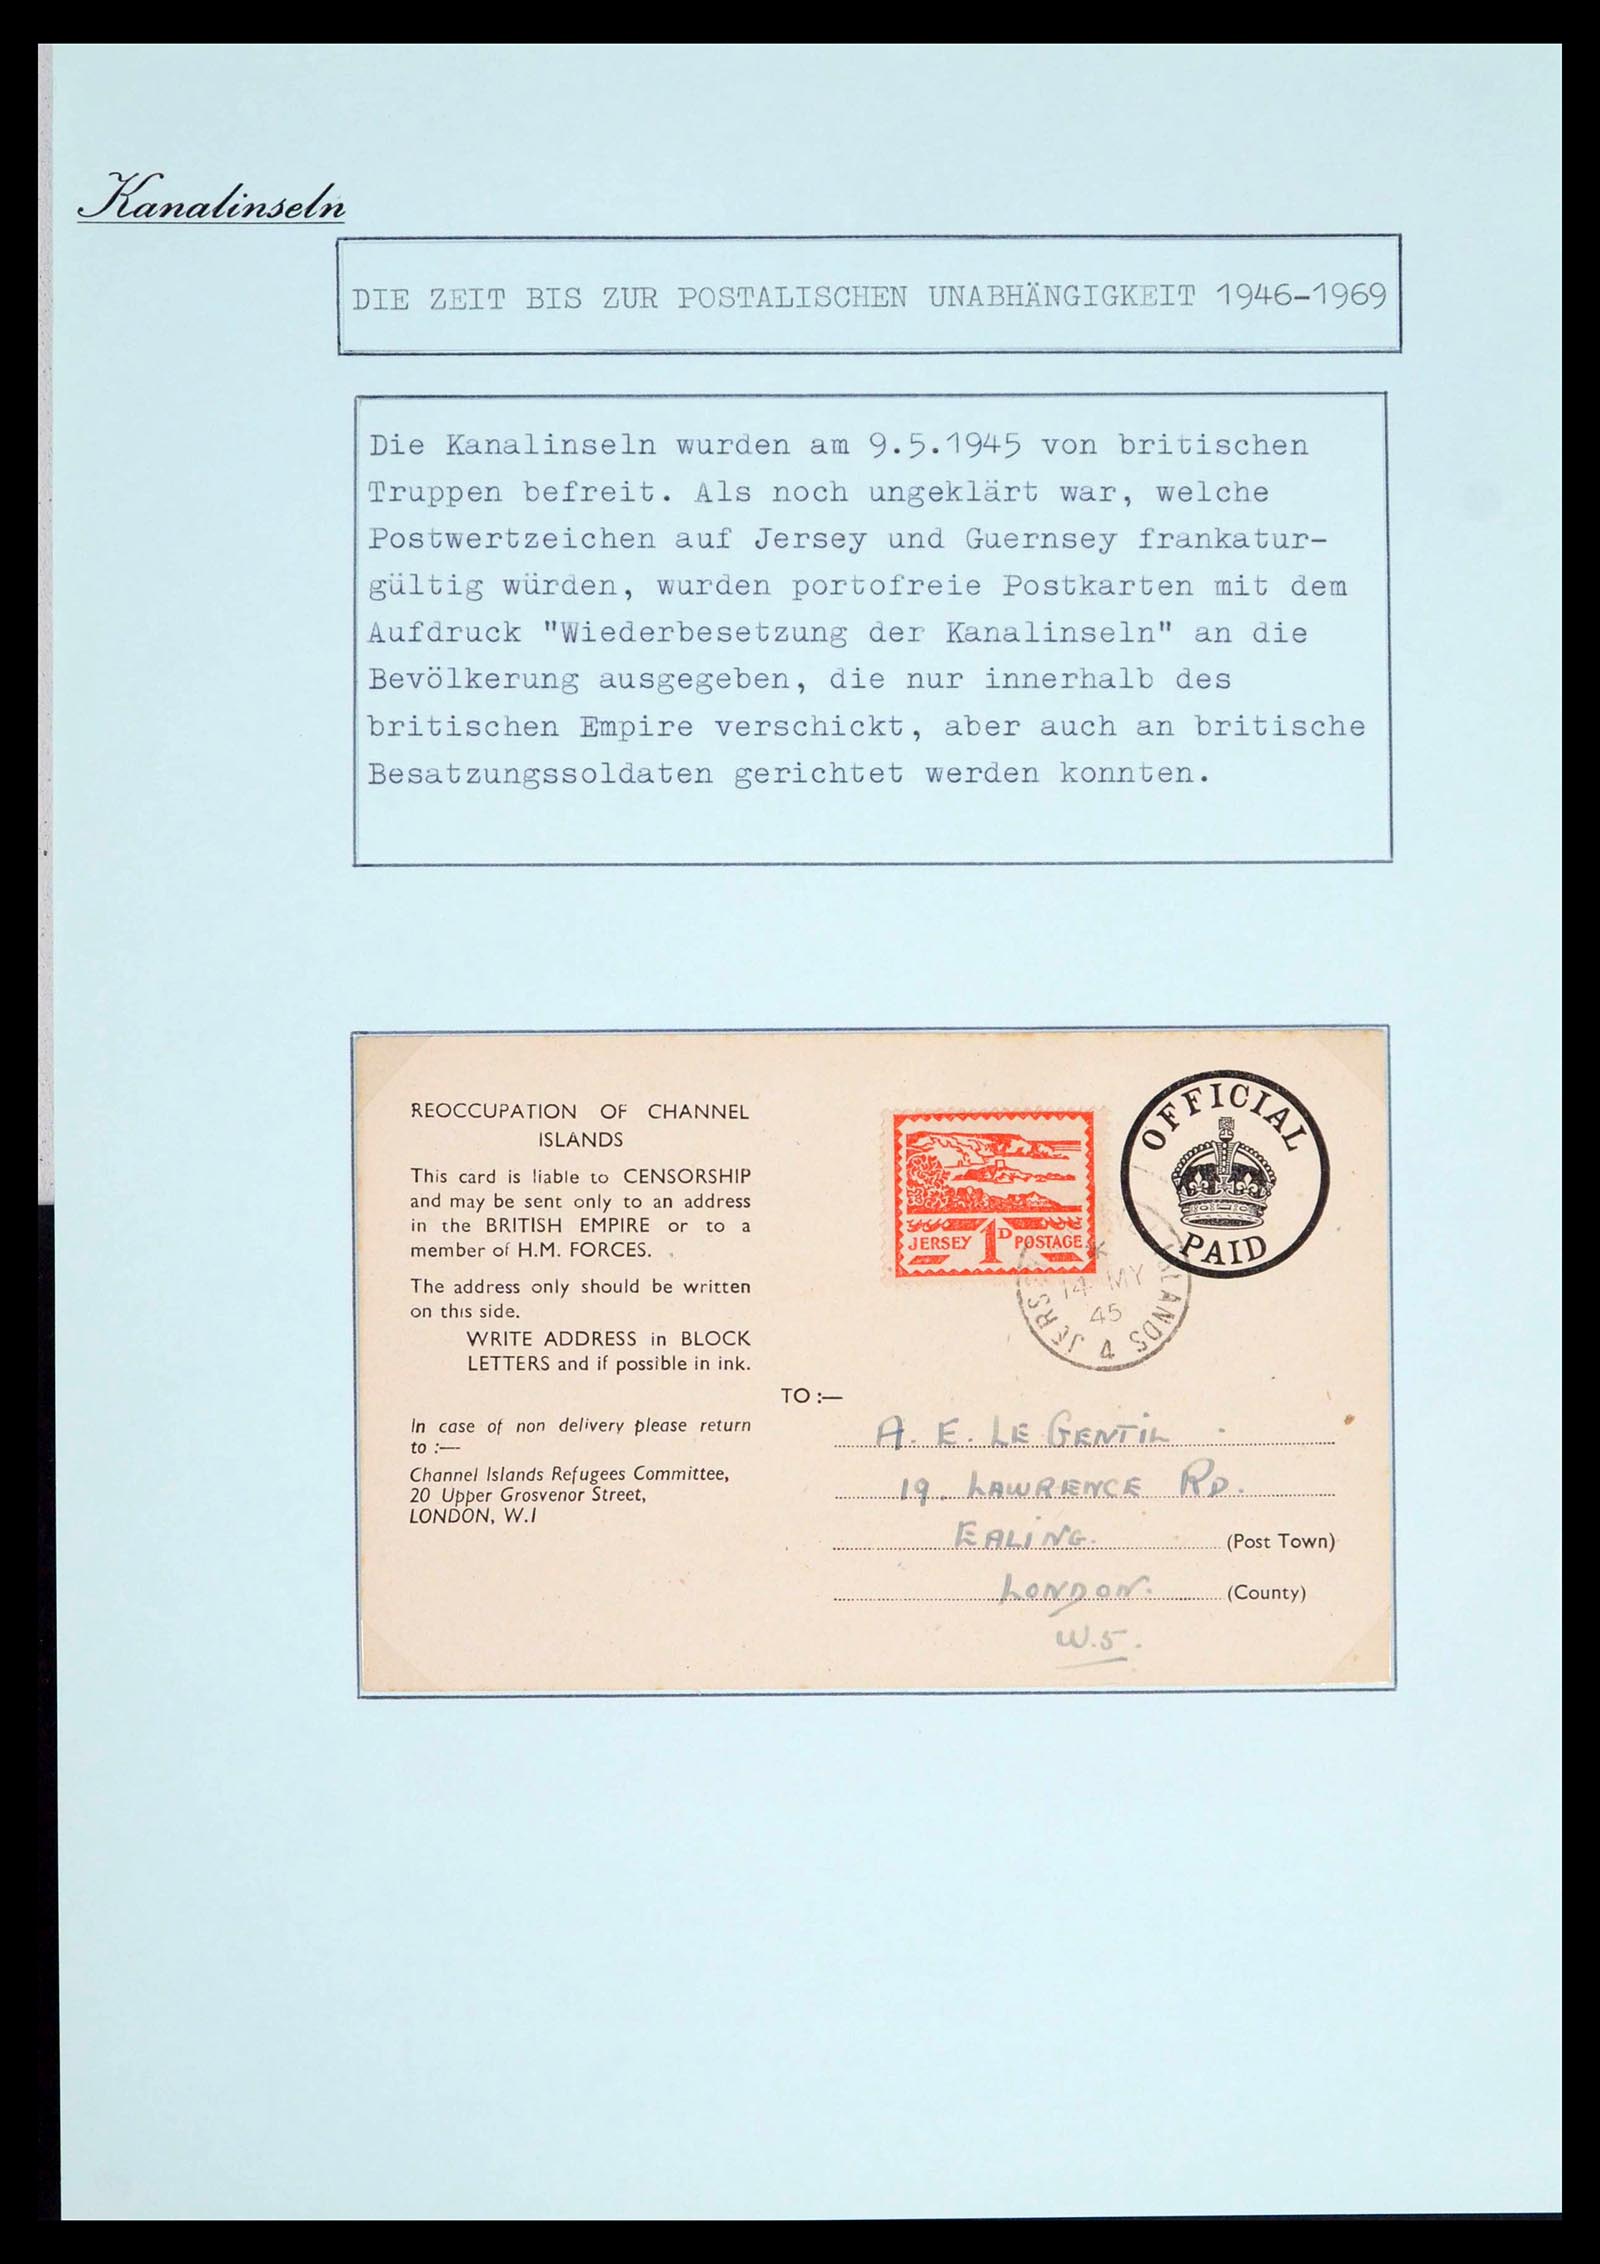 Kanalinseln
DIE ZEIT BIS ZUR POSTALISCHEN UNABHÄNGIGKEIT 1946-1969
Die Kanalinseln wurden am 9.5.1945 von britischen
Truppen befreit. Als noch ungeklärt war, welche
Postwertzeichen auf Jersey und Guernsey frankatur-
gültig würden, wurden portofreie Postkarten mit dem
Aufdruck "Wiederbesetzung der Kanalinseln" an die
Bevölkerung ausgegeben, die nur innerhalb des
britischen Empire verschickt, aber auch an britische
Besatzungssoldaten gerichtet werden konnten.
REOCCUPATION OF CHANNEL
ISLANDS
This card is liable to CENSORSHIP
and may be sent only to an address
in the BRITISH EMPIRE or to a
member of H.M. FORCES.
The address only should be written
on this side.
WRITE ADDRESS in BLOCK
LETTERS and if possible in ink.
In case of non delivery please return
to :—
Channel Islands Refugees Committee,
20 Upper Grosvenor Street,
LONDON, W.1
JERSEY 1D POSTAGE
OFFICIAL
PAID
14 MY
45
4
TO :—
A. E. LE GENTIL
19. LAWRENCE RD.
EALING. (Post Town)
LONDON. (County)
W.5.